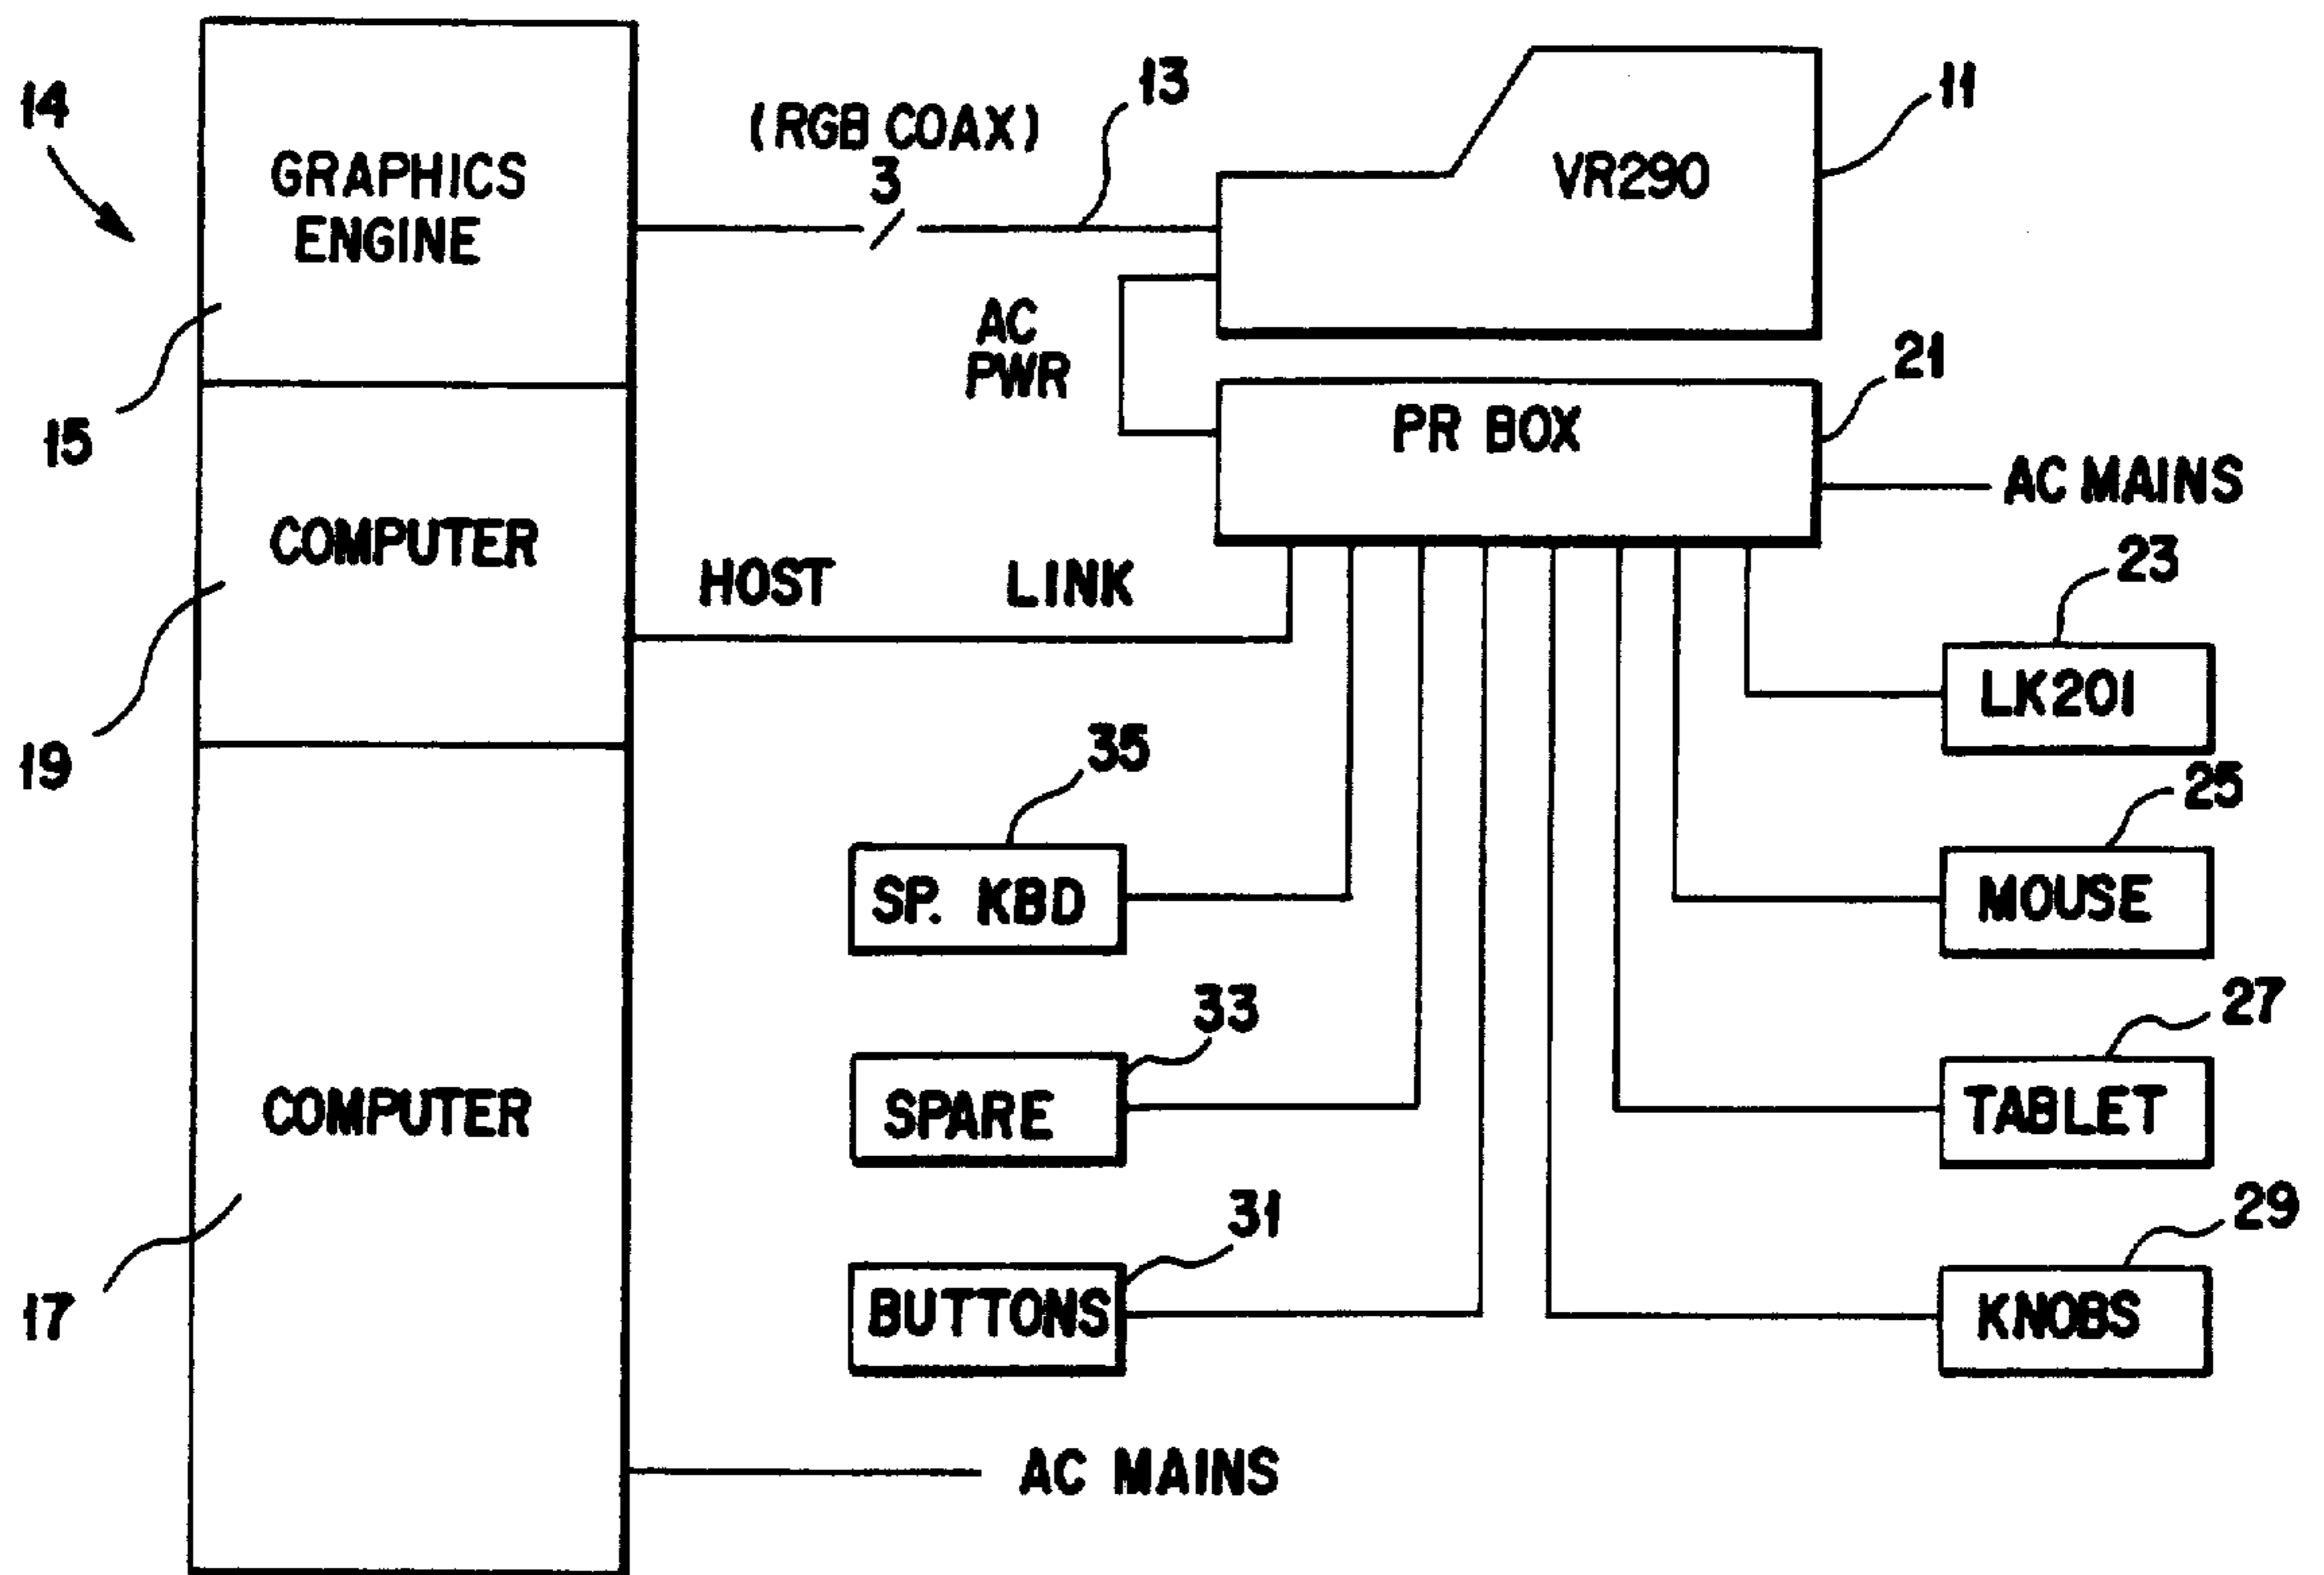 14
GRAPHICS
ENGINE
15
(RGB COAX)
3
13
VR290
11
AC
PWR
PR BOX
21
AC MAINS
COMPUTER
19
HOST LINK
LK201
23
MOUSE
25
TABLET
27
KNOBS
29
SP. KBD
35
SPARE
33
BUTTONS
31
COMPUTER
17
AC MAINS